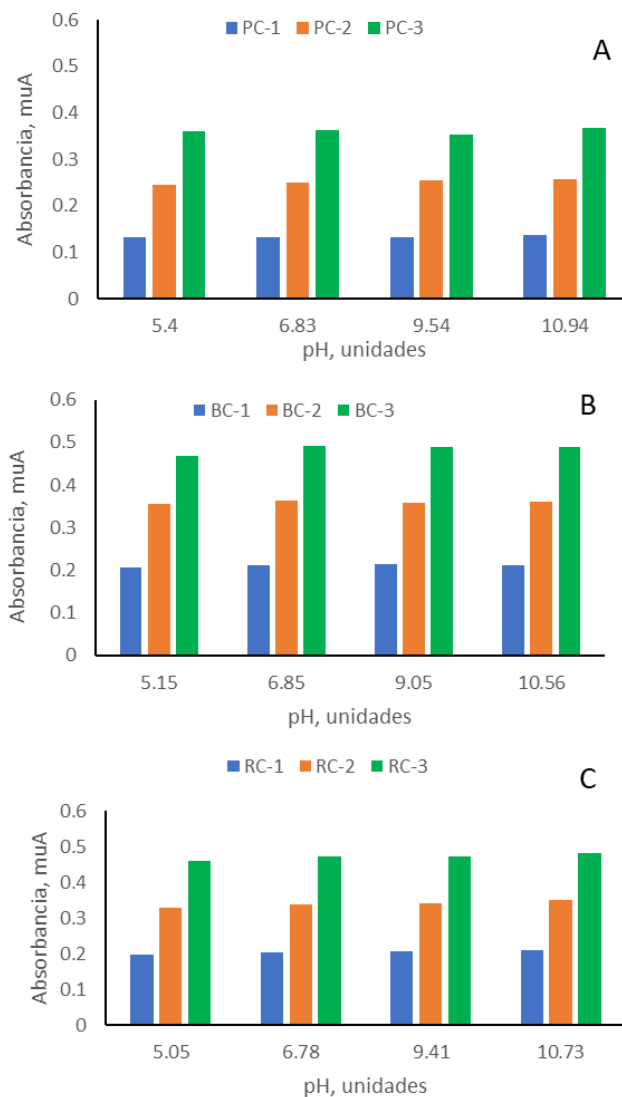 PC-1 PC-2 PC-3
A
0.6
0.5
0.4
0.3
0.2
0.1
0
Absorbancia, muA
5.4 6.83 9.54 10.94
pH, unidades
BC-1 BC-2 BC-3
B
0.6
0.5
0.4
0.3
0.2
0.1
0
Absorbancia, muA
5.15 6.85 9.05 10.56
pH, unidades
RC-1 RC-2 RC-3
C
0.6
0.5
0.4
0.3
0.2
0.1
0
Absorbancia, muA
5.05 6.78 9.41 10.73
pH, unidades